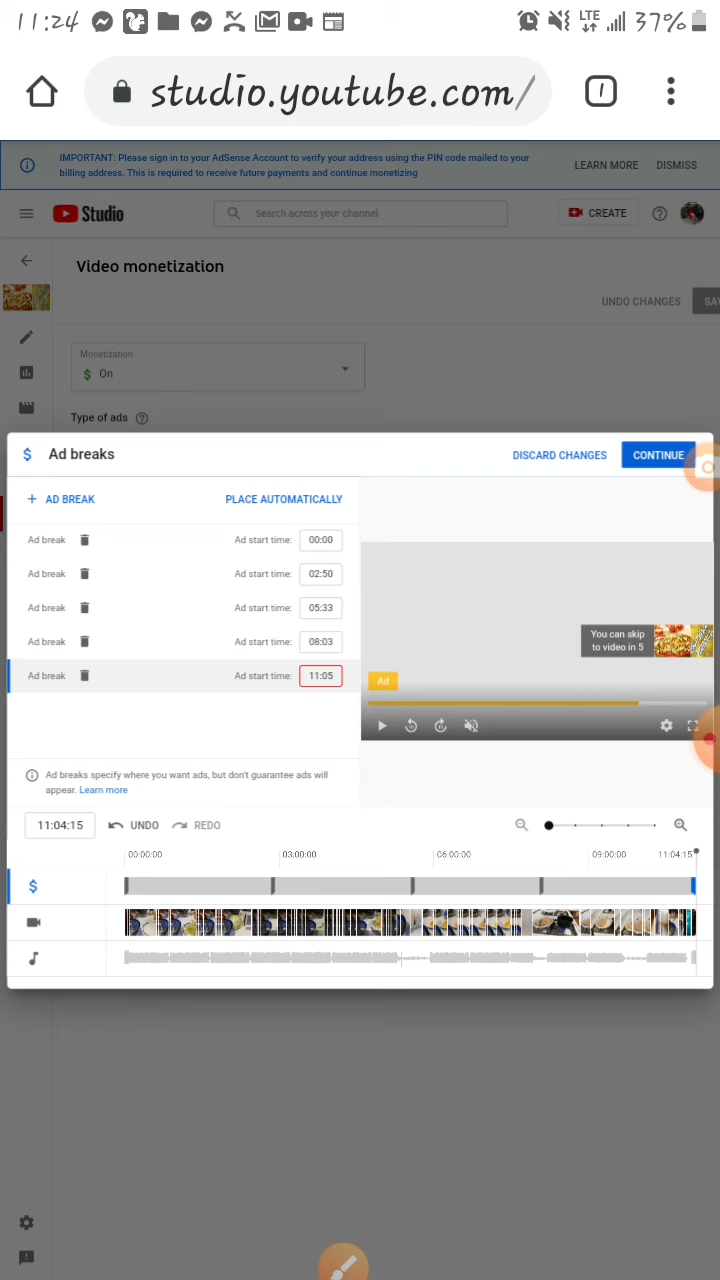 11:24 LTE 37%
studio.youtube.com/
IMPORTANT: Please sign in to your AdSense Account to verify your address using the PIN code mailed to your
billing address. This is required to receive future payments and continue monetizing
LEARN MORE DISMISS
Studio Search across your channel CREATE
Video monetization
UNDO CHANGES SA
Monetization
$ On
Type of ads
$ Ad breaks DISCARD CHANGES CONTINUE
+ AD BREAK PLACE AUTOMATICALLY
Ad break Ad start time: 00:00
Ad break Ad start time: 02:50
Ad break Ad start time: 05:33
Ad break Ad start time: 08:03
Ad break Ad start time: 11:05
You can skip
to video in 5
Ad
Ad breaks specify where you want ads, but don't guarantee ads will
appear. Learn more
11:04:15 UNDO REDO
00:00:00 03:00:00 06:00:00 09:00:00 11:04:15
$